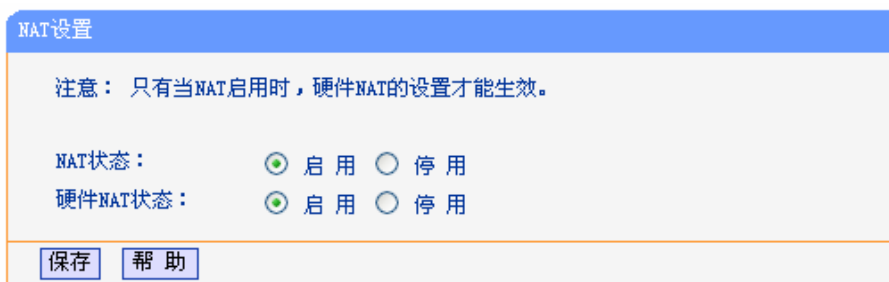 NAT设置
注意： 只有当NAT启用时，硬件NAT的设置才能生效。
NAT状态： 启 用 停 用
硬件NAT状态： 启 用 停 用
保存 帮 助